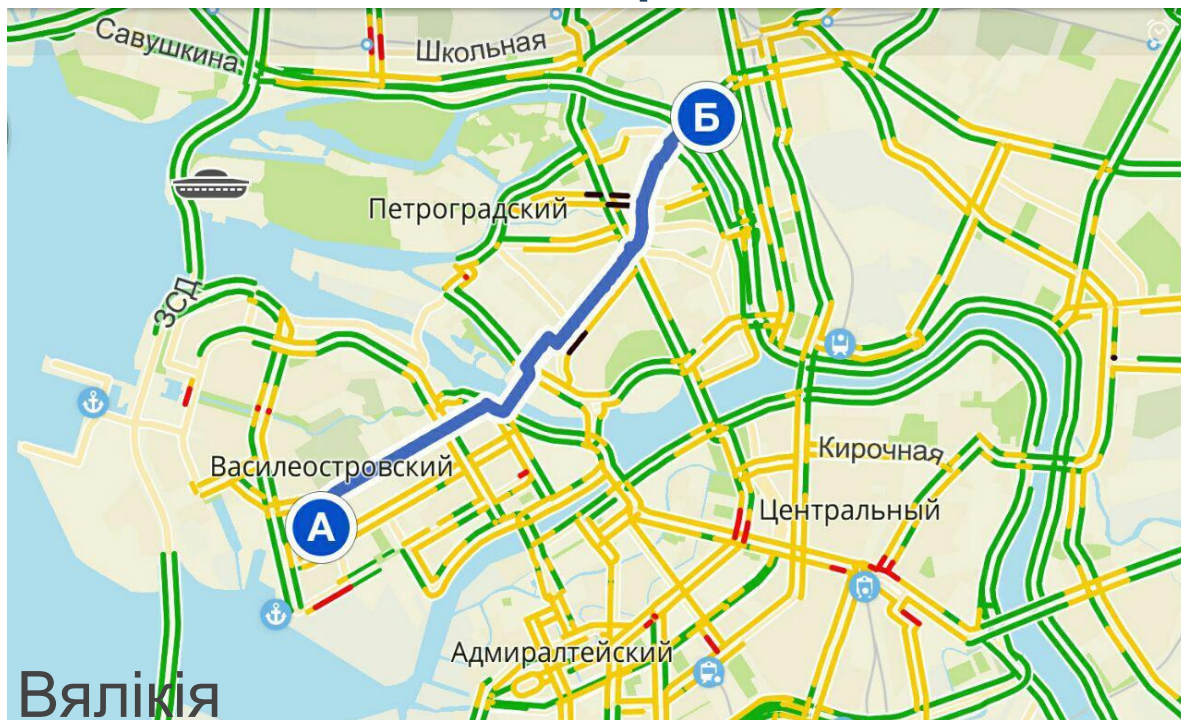 Савушкина
Школьная
Б
Петроградский
ЗСД
Василеостровский
Кирочная
А
Центральный
Адмиралтейский
Вялікія